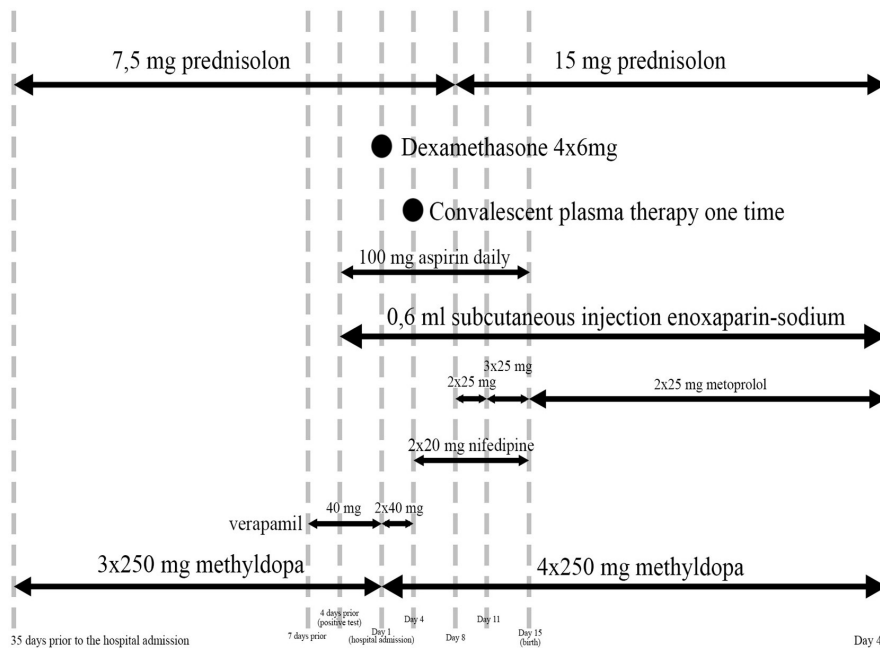 7,5 mg prednisolon
15 mg prednisolon
Dexamethasone 4x6mg
Convalescent plasma therapy one time
100 mg aspirin daily
0,6 ml subcutaneous injection enoxaparin-sodium
3x25 mg
2x25 mg
2x25 mg metoprolol
2x20 mg nifedipine
verapamil
40 mg
2x40 mg
3x250 mg methyldopa
4x250 mg methyldopa
35 days prior to the hospital admission
7 days prior
4 days prior
(positive test)
Day 1
(hospital admission)
Day 4
Day 8
Day 11
Day 15
(birth)
Day 4